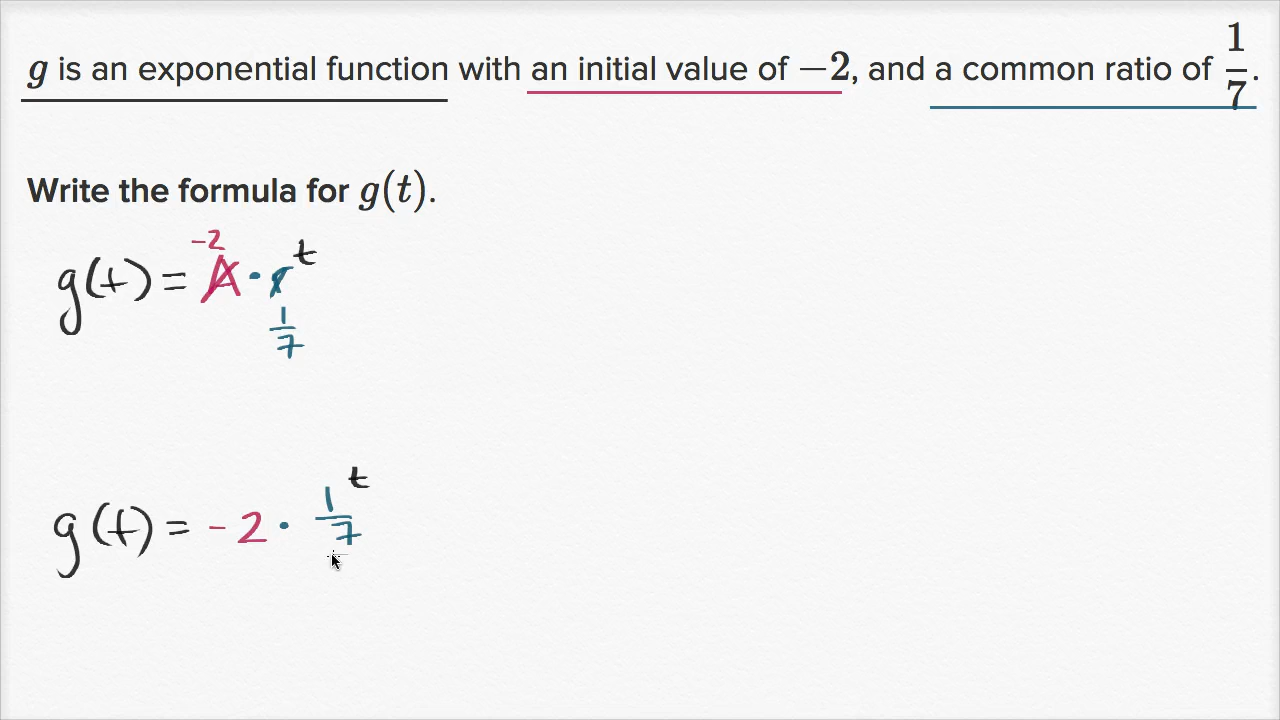 g is an exponential function with an initial value of −2, and a common ratio of 1/7.
Write the formula for g(t).
-2
g(t) = A · r^t
1/7
g(t) = -2 · 1/7^t